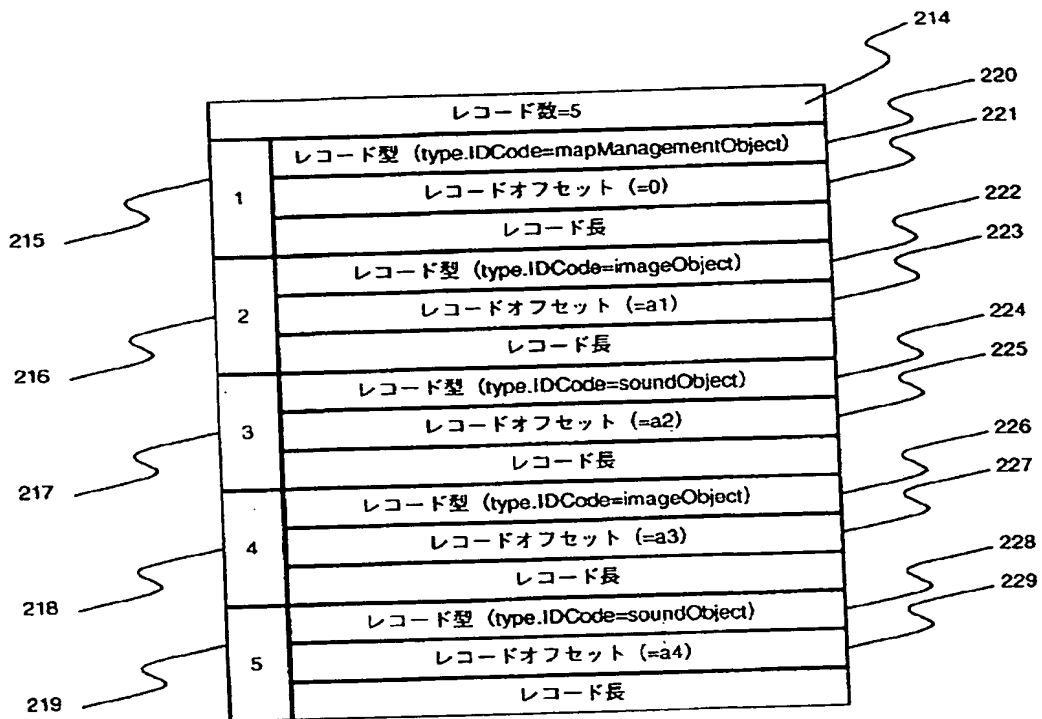 214
レコード数=5
220
221
1
レコード型 (type.IDCode=mapManagementObject)
レコードオフセット (=0)
レコード長
215
222
223
2
レコード型 (type.IDCode=imageObject)
レコードオフセット (=a1)
レコード長
216
224
225
3
レコード型 (type.IDCode=soundObject)
レコードオフセット (=a2)
レコード長
217
226
227
4
レコード型 (type.IDCode=imageObject)
レコードオフセット (=a3)
レコード長
218
228
229
5
レコード型 (type.IDCode=soundObject)
レコードオフセット (=a4)
レコード長
219